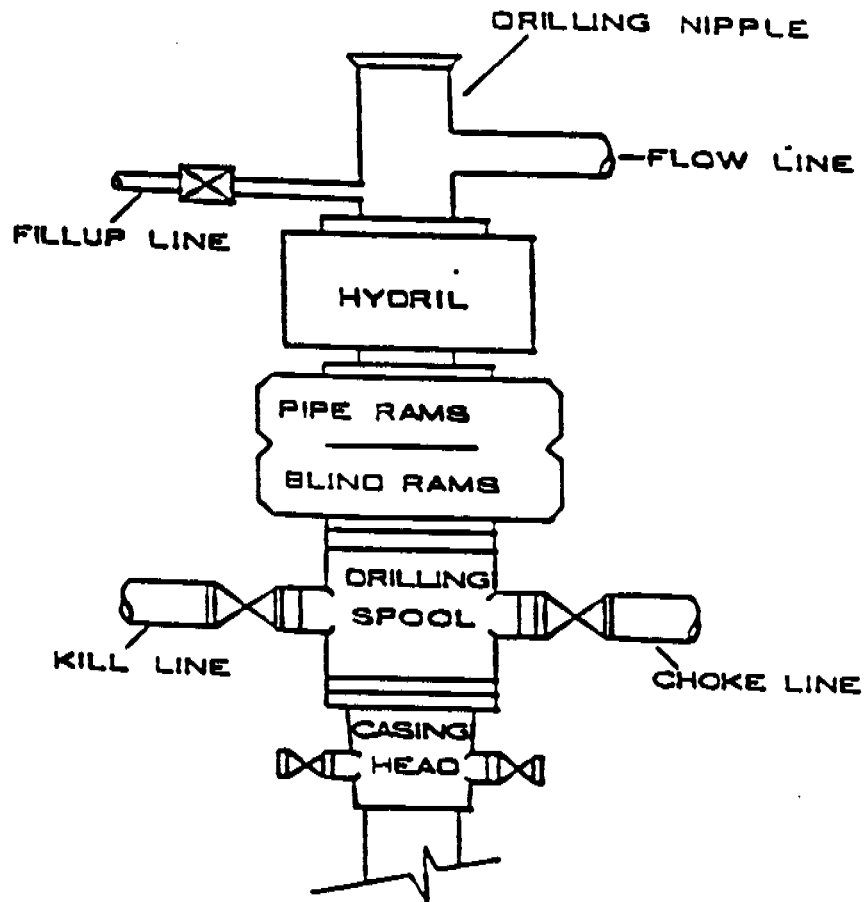 DRILLING NIPPLE
FLOW LINE
FILLUP LINE
HYDRIL
PIPE RAMS
BLIND RAMS
DRILLING
SPOOL
KILL LINE
CHOKE LINE
CASING
HEAD